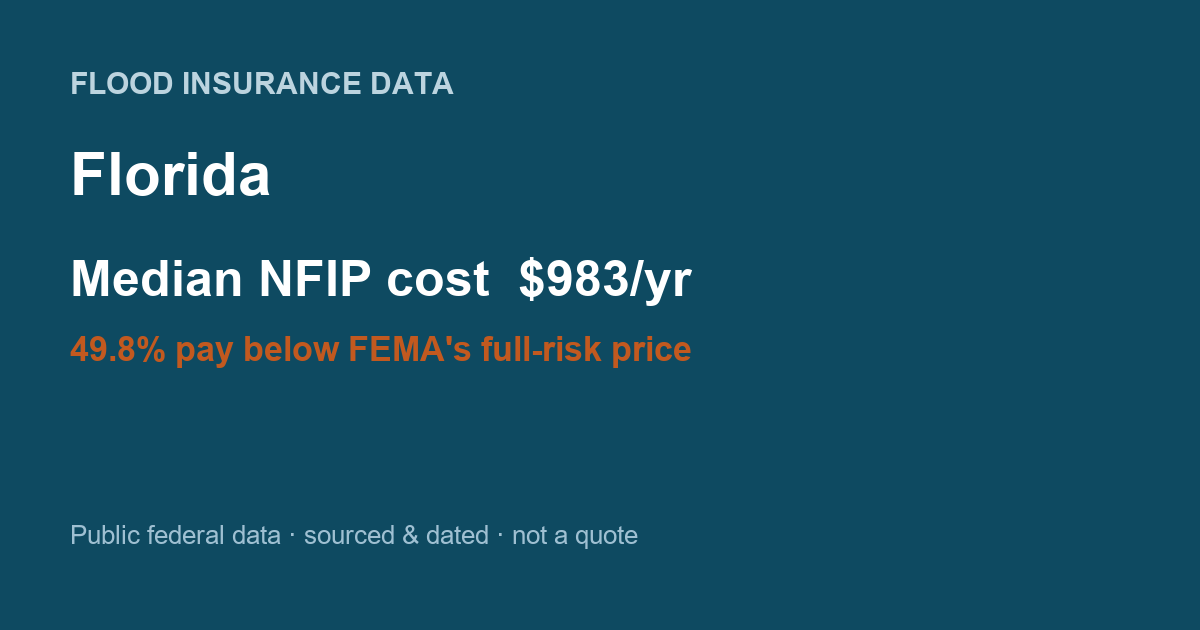 FLOOD INSURANCE DATA
Florida
Median NFIP cost  $983/yr
49.8% pay below FEMA's full-risk price
Public federal data · sourced & dated · not a quote